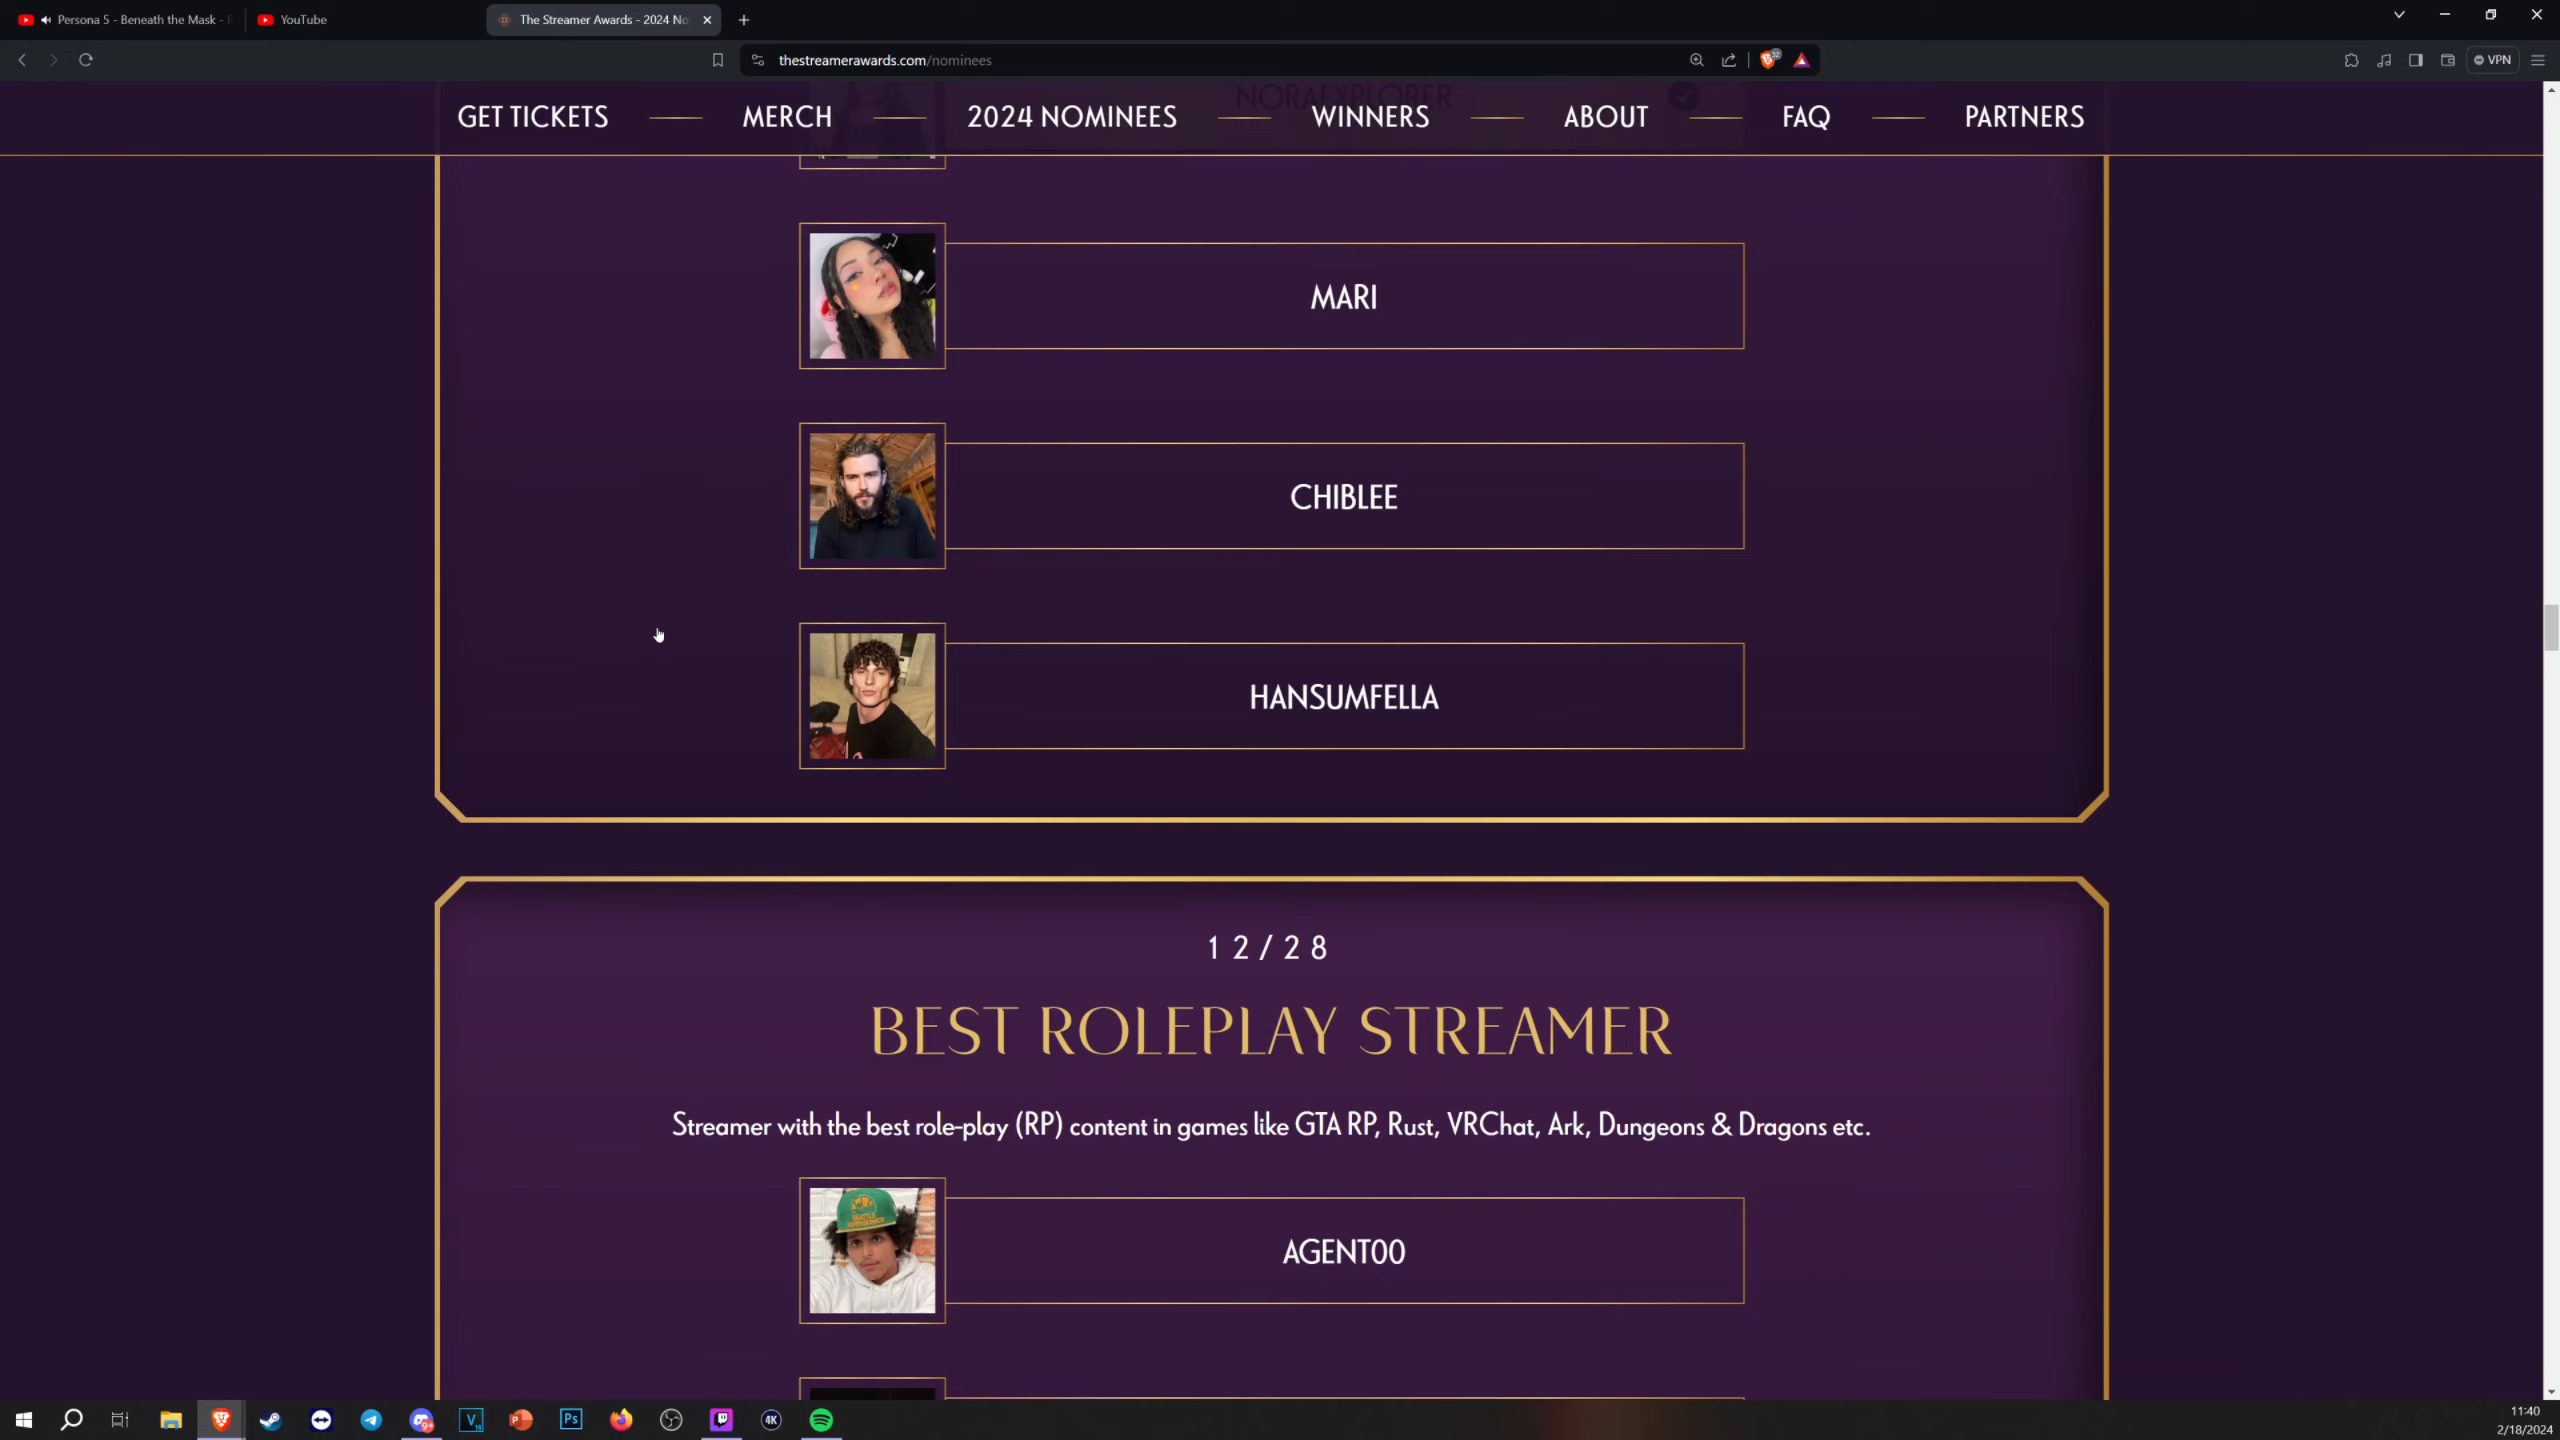 Persona 5 - Beneath the Mask -
YouTube
The Streamer Awards - 2024 No
thestreamerawards.com/nominees
VPN
NORAEXPLORER
GET TICKETS
MERCH
2024 NOMINEES
WINNERS
ABOUT
FAQ
PARTNERS
MARI
CHIBLEE
HANSUMFELLA
12/28
BEST ROLEPLAY STREAMER
Streamer with the best role-play (RP) content in games like GTA RP, Rust, VRChat, Ark, Dungeons & Dragons etc.
AGENT00
Ps
4K
11:40
2/18/2024